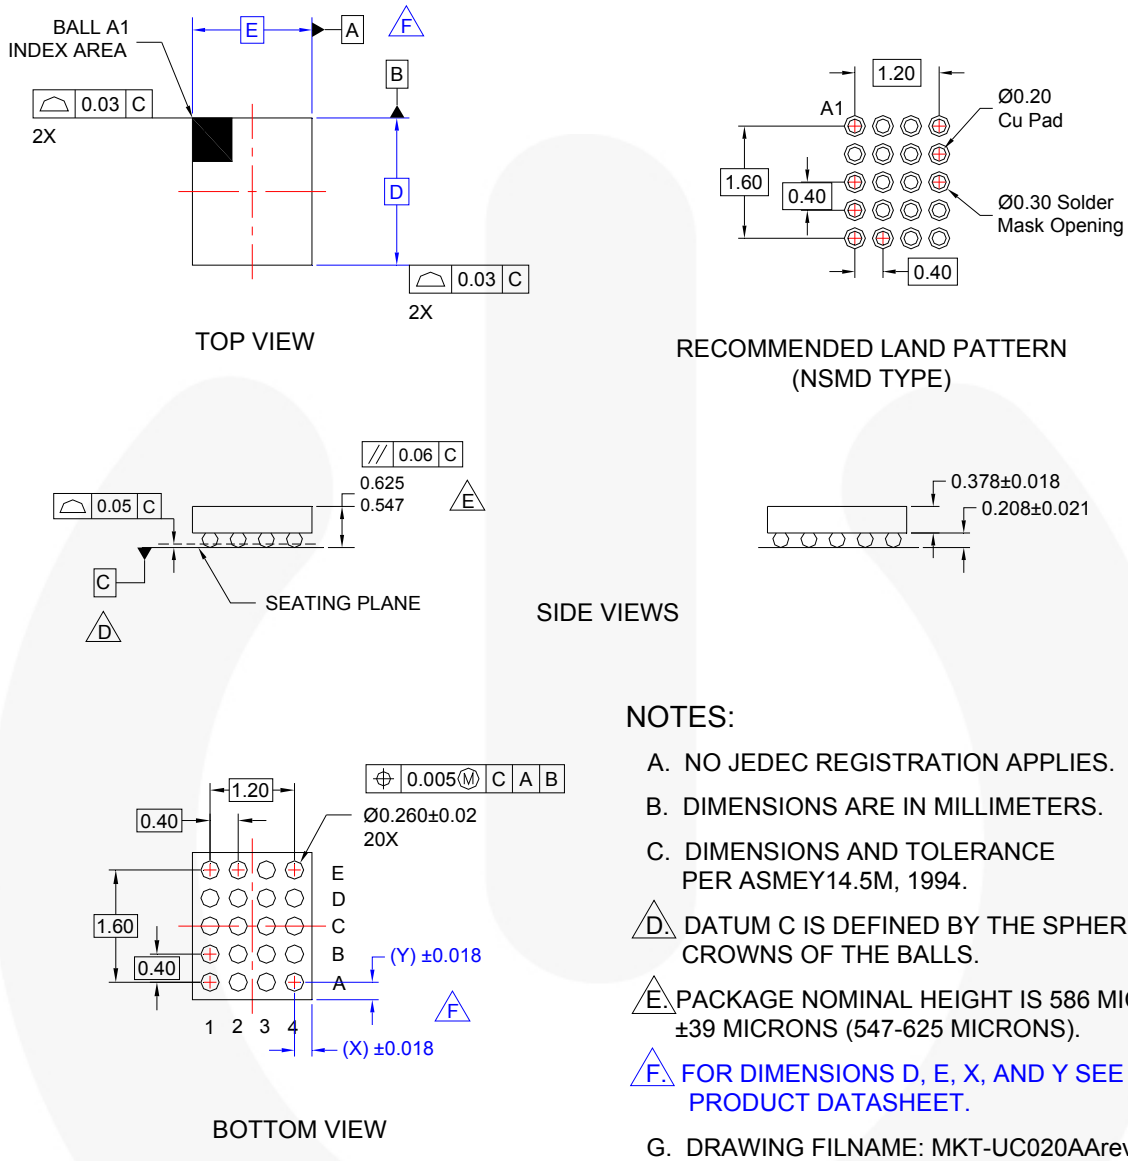 BALL A1
INDEX AREA
E
A
F
B
0.03 C
2X
D
0.03 C
2X
TOP VIEW
1.20
A1
Ø0.20
Cu Pad
1.60
0.40
Ø0.30 Solder
Mask Opening
0.40
RECOMMENDED LAND PATTERN
(NSMD TYPE)
// 0.06 C
0.625
0.547
E
0.05 C
C
D
SEATING PLANE
0.378±0.018
0.208±0.021
SIDE VIEWS
0.005Ⓜ C A B
Ø0.260±0.02
20X
1.20
0.40
1.60
0.40
E
D
C
B
A
1 2 3 4
(Y) ±0.018
F
(X) ±0.018
BOTTOM VIEW
NOTES:
A. NO JEDEC REGISTRATION APPLIES.
B. DIMENSIONS ARE IN MILLIMETERS.
C. DIMENSIONS AND TOLERANCE
PER ASMEY14.5M, 1994.
D. DATUM C IS DEFINED BY THE SPHER
CROWNS OF THE BALLS.
E. PACKAGE NOMINAL HEIGHT IS 586 MI
±39 MICRONS (547-625 MICRONS).
F. FOR DIMENSIONS D, E, X, AND Y SEE
PRODUCT DATASHEET.
G. DRAWING FILNAME: MKT-UC020AArev